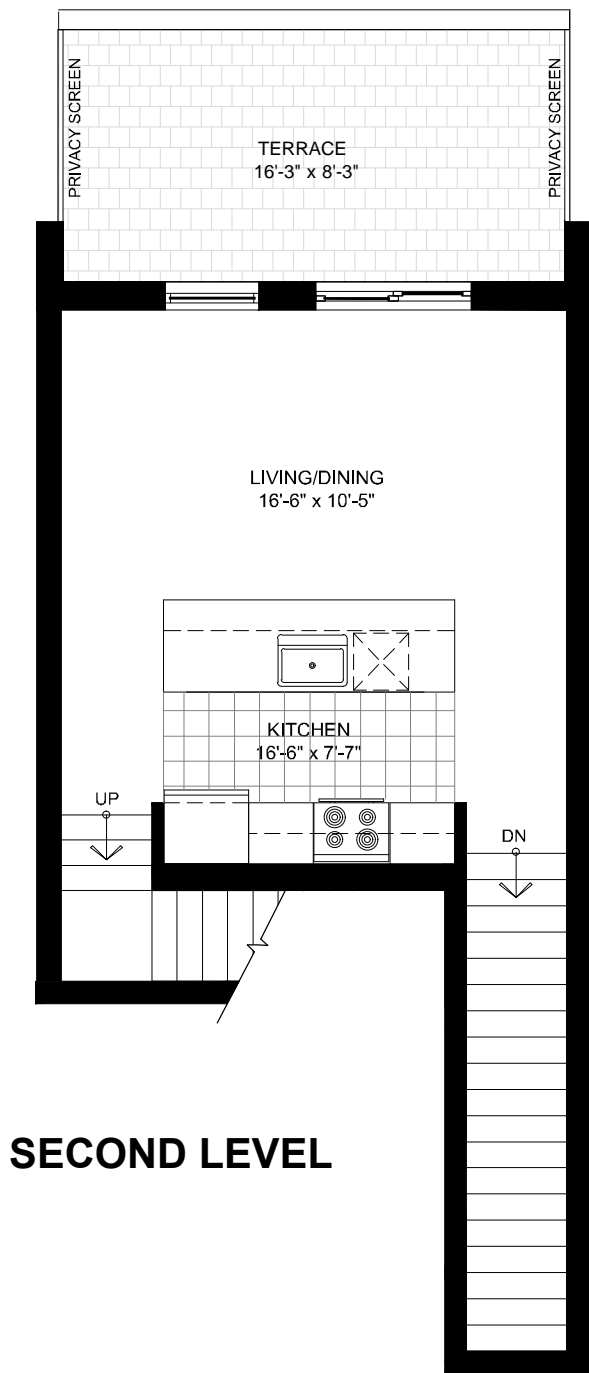 PRIVACY SCREEN
PRIVACY SCREEN
TERRACE
16'-3" x 8'-3"
LIVING/DINING
16'-6" x 10'-5"
KITCHEN
16'-6" x 7'-7"
UP
DN
SECOND LEVEL